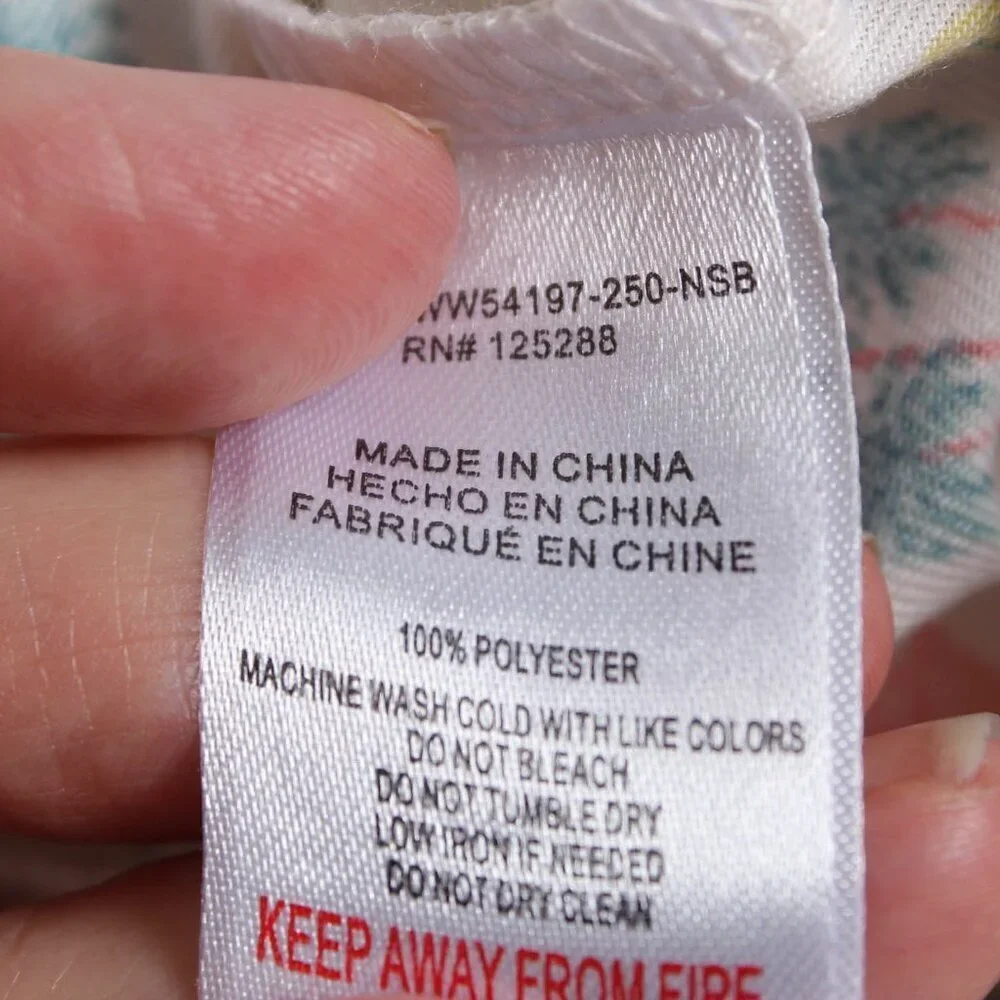 WW54197-250-NSB
RN# 125288
MADE IN CHINA
HECHO EN CHINA
FABRIQUÉ EN CHINE
100% POLYESTER
MACHINE WASH COLD WITH LIKE COLORS
DO NOT BLEACH
DO NOT TUMBLE DRY
LOW IRON IF NEEDED
DO NOT DRY CLEAN
KEEP AWAY FROM FIRE